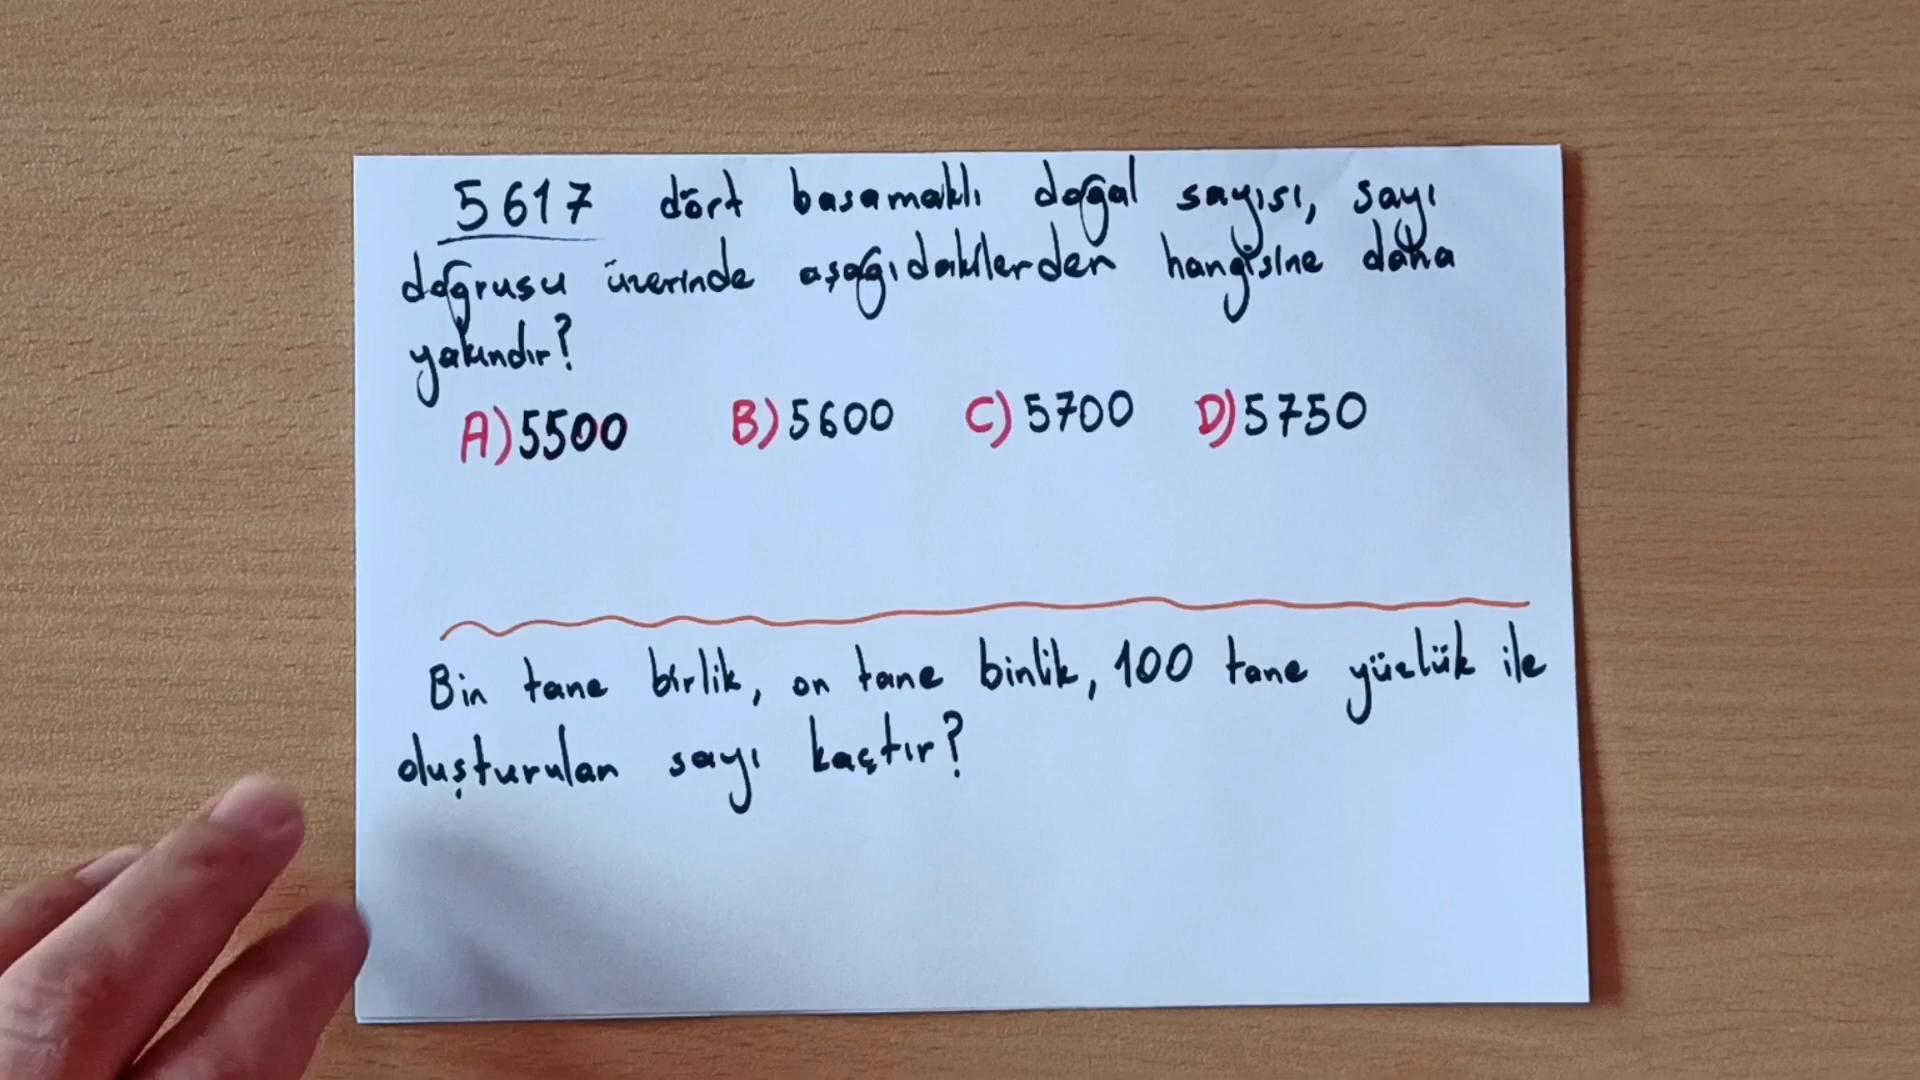 5617 dört basamaklı doğal sayısı, sayı
doğrusu üzerinde aşağıdakilerden hangisine daha
yakındır?
A) 5500 B) 5600 C) 5700 D) 5750
Bin tane birlik, on tane binlik, 100 tane yüzlük ile
oluşturulan sayı kaçtır?